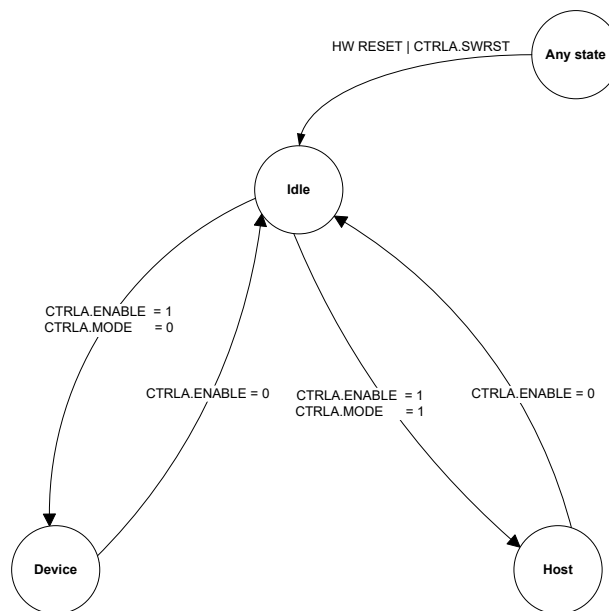 HW RESET | CTRLA.SWRST
Any state
Idle
CTRLA.ENABLE = 1
CTRLA.MODE = 0
CTRLA.ENABLE = 0
CTRLA.ENABLE = 1
CTRLA.MODE = 1
CTRLA.ENABLE = 0
Device
Host